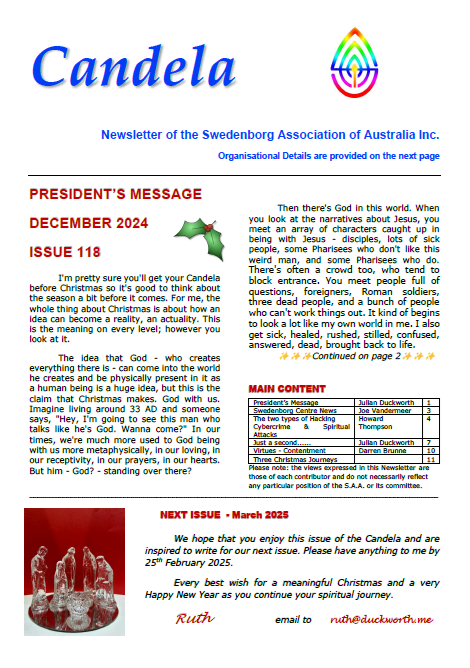 Candela
Newsletter of the Swedenborg Association of Australia Inc.
Organisational Details are provided on the next page
PRESIDENT'S MESSAGE
DECEMBER 2024
ISSUE 118
I'm pretty sure you'll get your Candela
before Christmas so it's good to think about
the season a bit before it comes. For me, the
whole thing about Christmas is about how an
idea can become a reality, an actuality. This
is the meaning on every level; however you
look at it.
The idea that God - who creates
everything there is - can come into the world
he creates and be physically present in it as
a human being is a huge idea, but this is the
claim that Christmas makes. God with us.
Imagine living around 33 AD and someone
says, "Hey, I'm going to see this man who
talks like he's God. Wanna come?" In our
times, we're much more used to God being
with us more metaphysically, in our loving, in
our receptivity, in our prayers, in our hearts.
But him - God? - standing over there?
Then there's God in this world. When
you look at the narratives about Jesus, you
meet an array of characters caught up in
being with Jesus - disciples, lots of sick
people, some Pharisees who don't like this
weird man, and some Pharisees who do.
There's often a crowd too, who tend to
block entrance. You meet people full of
questions, foreigners, Roman soldiers,
three dead people, and a bunch of people
who can't work things out. It kind of begins
to look a lot like my own world in me. I also
get sick, healed, rushed, stilled, confused,
answered, dead, brought back to life.
✨✨✨Continued on page 2✨✨✨
MAIN CONTENT
President's Message Julian Duckworth 1
Swedenborg Centre News Joe Vandermeer 3
The two types of Hacking Howard 4
Cybercrime & Spiritual Thompson
Attacks
Just a second...... Julian Duckworth 7
Virtues - Contentment Darren Brunne 10
Three Christmas Journeys 11
Please note: the views expressed in this Newsletter are
those of each contributor and do not necessarily reflect
any particular position of the S.A.A. or its committee.
NEXT ISSUE - March 2025
We hope that you enjoy this issue of the Candela and are
inspired to write for our next issue. Please have anything to me by
25th February 2025.
Every best wish for a meaningful Christmas and a very
Happy New Year as you continue your spiritual journey.
Ruth email to ruth@duckworth.me